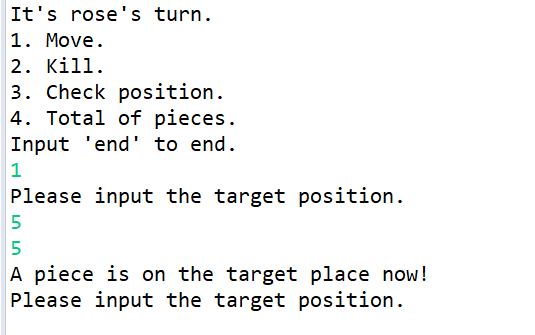 It's rose's turn.
1. Move.
2. Kill.
3. Check position.
4. Total of pieces.
Input 'end' to end.
1
Please input the target position.
5
5
A piece is on the target place now!
Please input the target position.